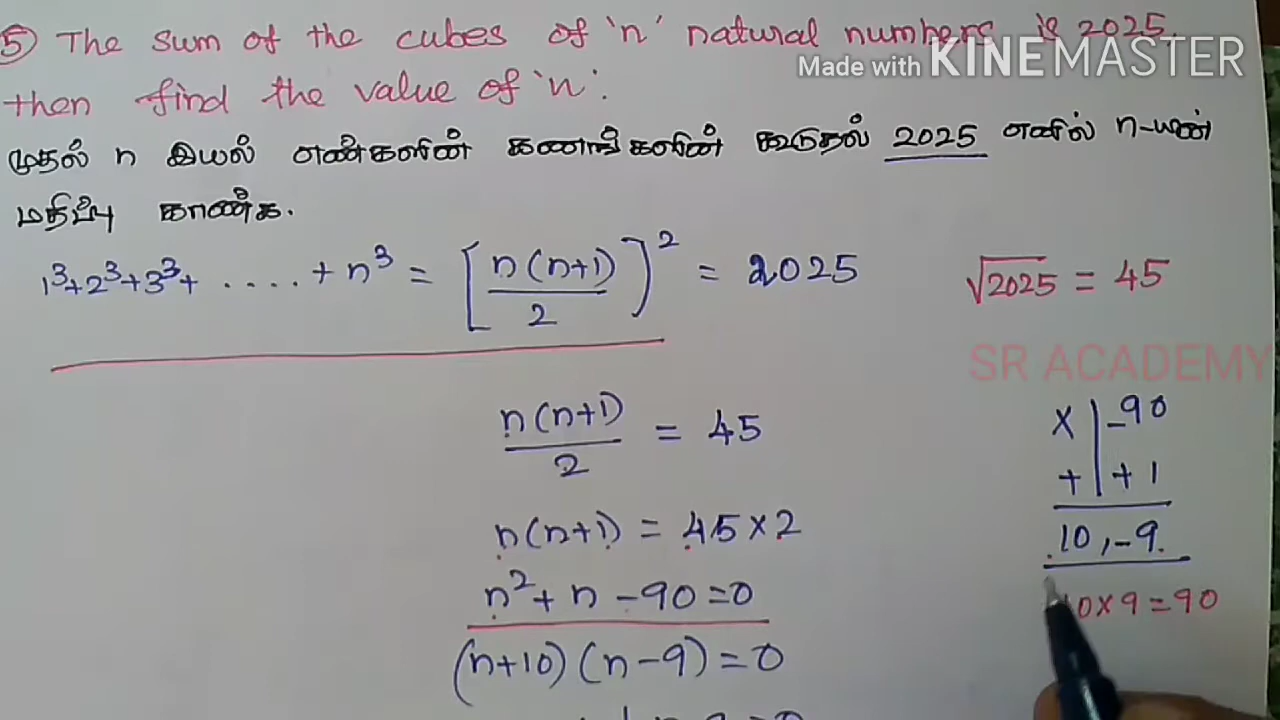 5) The sum of the cubes of 'n' natural numbers is 2025,
Made with KINEMASTER
then find the value of 'n'.
முதல் n இயல் எண்களின் கனங்களின் கூடுதல் 2025 எனில் n-யின்
மதிப்பு காண்க.
1³+2³+3³+ ..... + n³ = [n(n+1)/2]² = 2025
√2025 = 45
SR ACADEMY
n(n+1)/2 = 45
n(n+1) = 45×2
n²+ n -90=0
(n+10) (n-9)=0
× | -90
+ | +1
10, -9
10×9=90